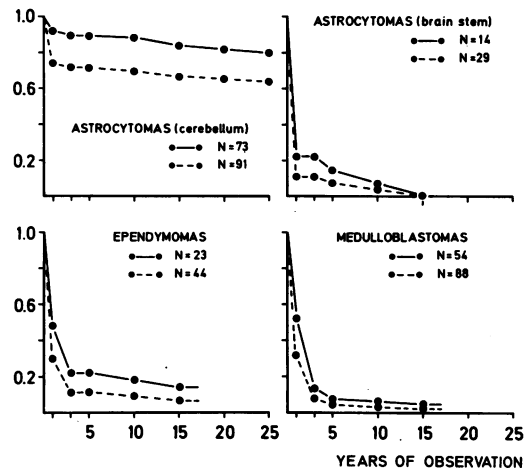 1.0
0.6
0.2
ASTROCYTOMAS (cerebellum)
N=73
N=91
ASTROCYTOMAS (brain stem)
N=14
N=29
1.0
0.6
0.2
EPENDYMOMAS
N=23
N=44
5 10 15 20 25
MEDULLOBLASTOMAS
N=54
N=88
5 10 15 20 25
YEARS OF OBSERVATION